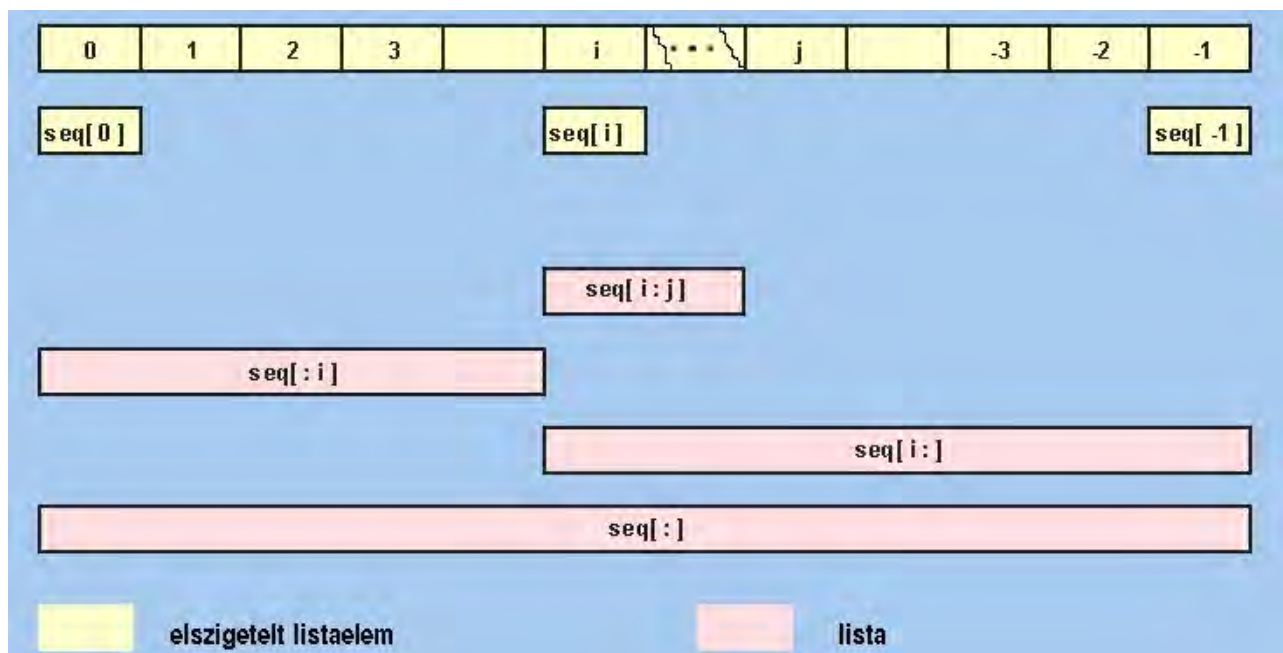 0 1 2 3 i ... j -3 -2 -1
seq[0] seq[i] seq[-1]
seq[i:j]
seq[:i]
seq[i:]
seq[:]
elszigetelt listaelem lista